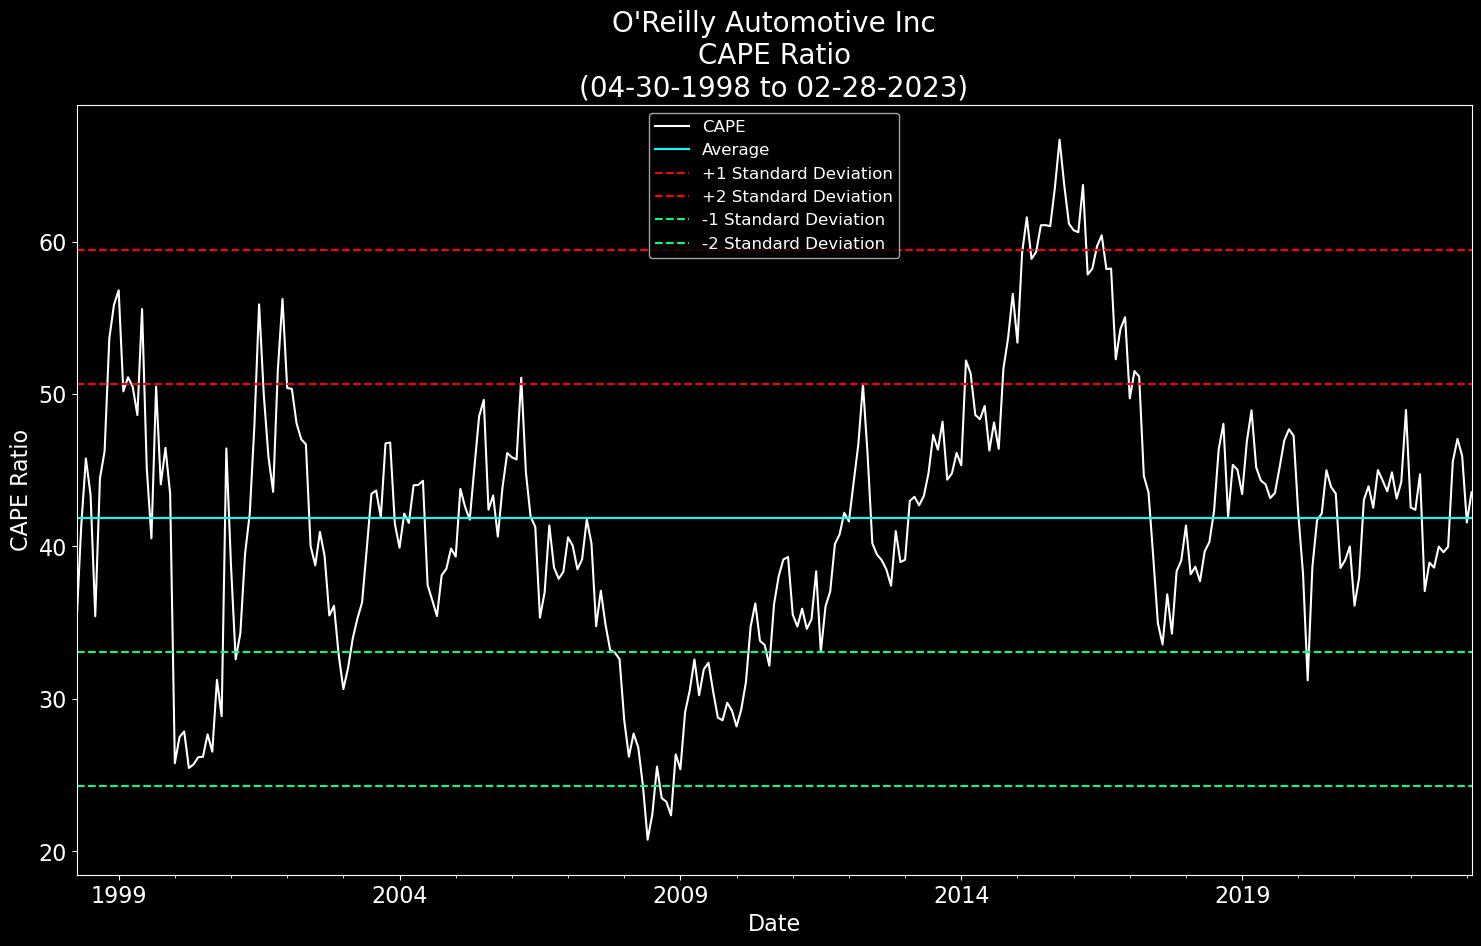 O'Reilly Automotive Inc
CAPE Ratio
(04-30-1998 to 02-28-2023)
CAPE
Average
+1 Standard Deviation
+2 Standard Deviation
-1 Standard Deviation
-2 Standard Deviation
CAPE Ratio
60
50
40
30
20
1999
2004
2009
2014
2019
Date